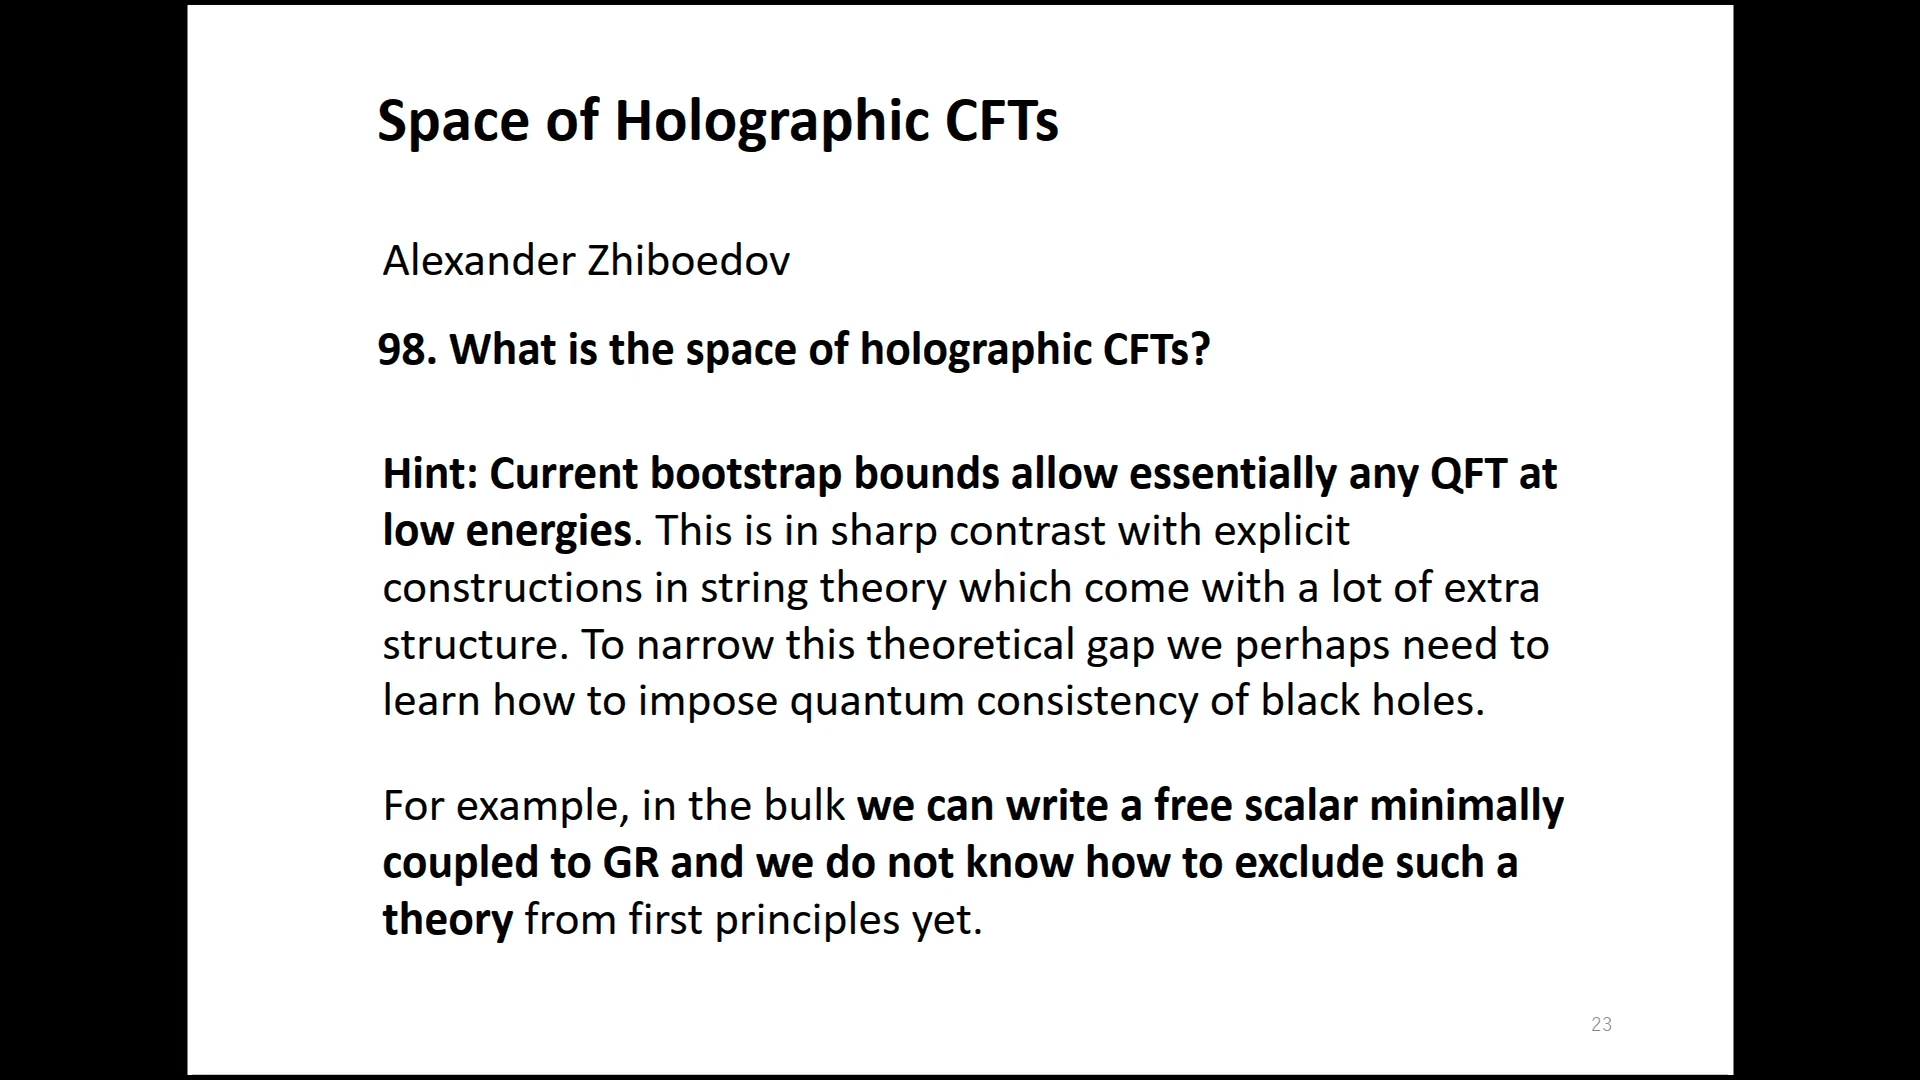 Space of Holographic CFTs
Alexander Zhiboedov
98. What is the space of holographic CFTs?
Hint: Current bootstrap bounds allow essentially any QFT at
low energies. This is in sharp contrast with explicit
constructions in string theory which come with a lot of extra
structure. To narrow this theoretical gap we perhaps need to
learn how to impose quantum consistency of black holes.
For example, in the bulk we can write a free scalar minimally
coupled to GR and we do not know how to exclude such a
theory from first principles yet.
23